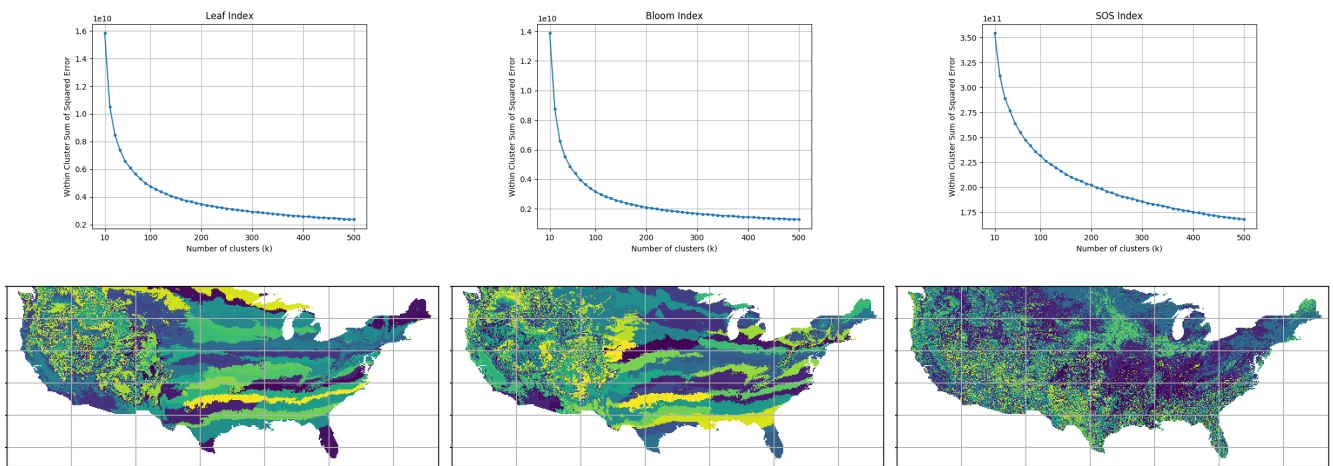 Leaf Index
1e10
Within Cluster Sum of Squared Error
1.6
1.4
1.2
1.0
0.8
0.6
0.4
0.2
10 100 200 300 400 500
Number of clusters (k)
Bloom Index
1e10
Within Cluster Sum of Squared Error
1.4
1.2
1.0
0.8
0.6
0.4
0.2
10 100 200 300 400 500
Number of clusters (k)
SOS Index
1e11
Within Cluster Sum of Squared Error
3.50
3.25
3.00
2.75
2.50
2.25
2.00
1.75
10 100 200 300 400 500
Number of clusters (k)